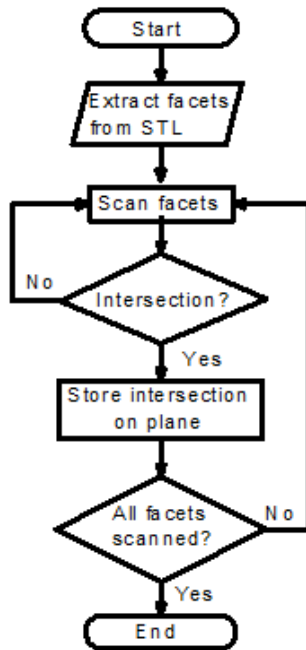 Start
Extract facets
from STL
Scan facets
No
Intersection?
Yes
Store intersection
on plane
All facets
scanned?
No
Yes
End